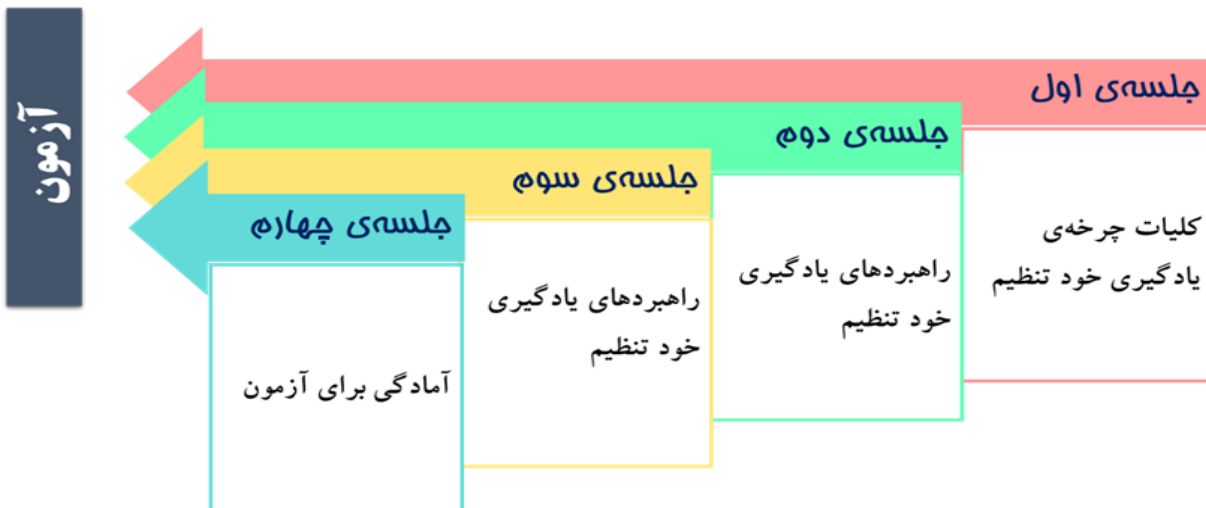 جلسه‌ی اول
کلیات چرخه‌ی
یادگیری خود تنظیم
جلسه‌ی دوم
راهبردهای یادگیری
خود تنظیم
جلسه‌ی سوم
راهبردهای یادگیری
خود تنظیم
جلسه‌ی چهارم
آمادگی برای آزمون
آزمون